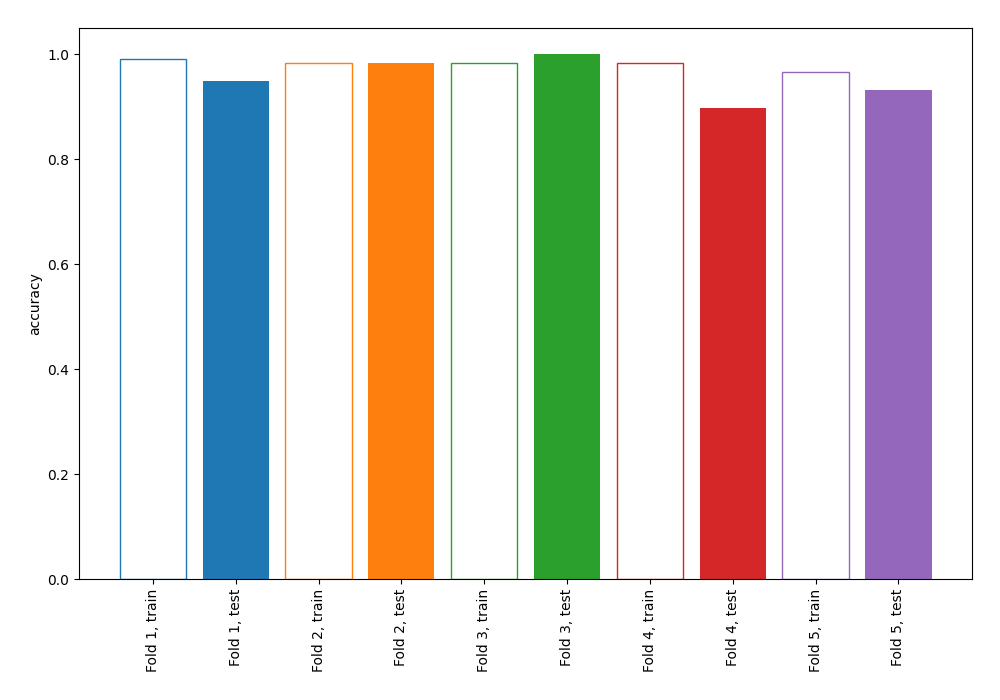 accuracy
1.0
0.8
0.6
0.4
0.2
0.0
Fold 1, train
Fold 1, test
Fold 2, train
Fold 2, test
Fold 3, train
Fold 3, test
Fold 4, train
Fold 4, test
Fold 5, train
Fold 5, test